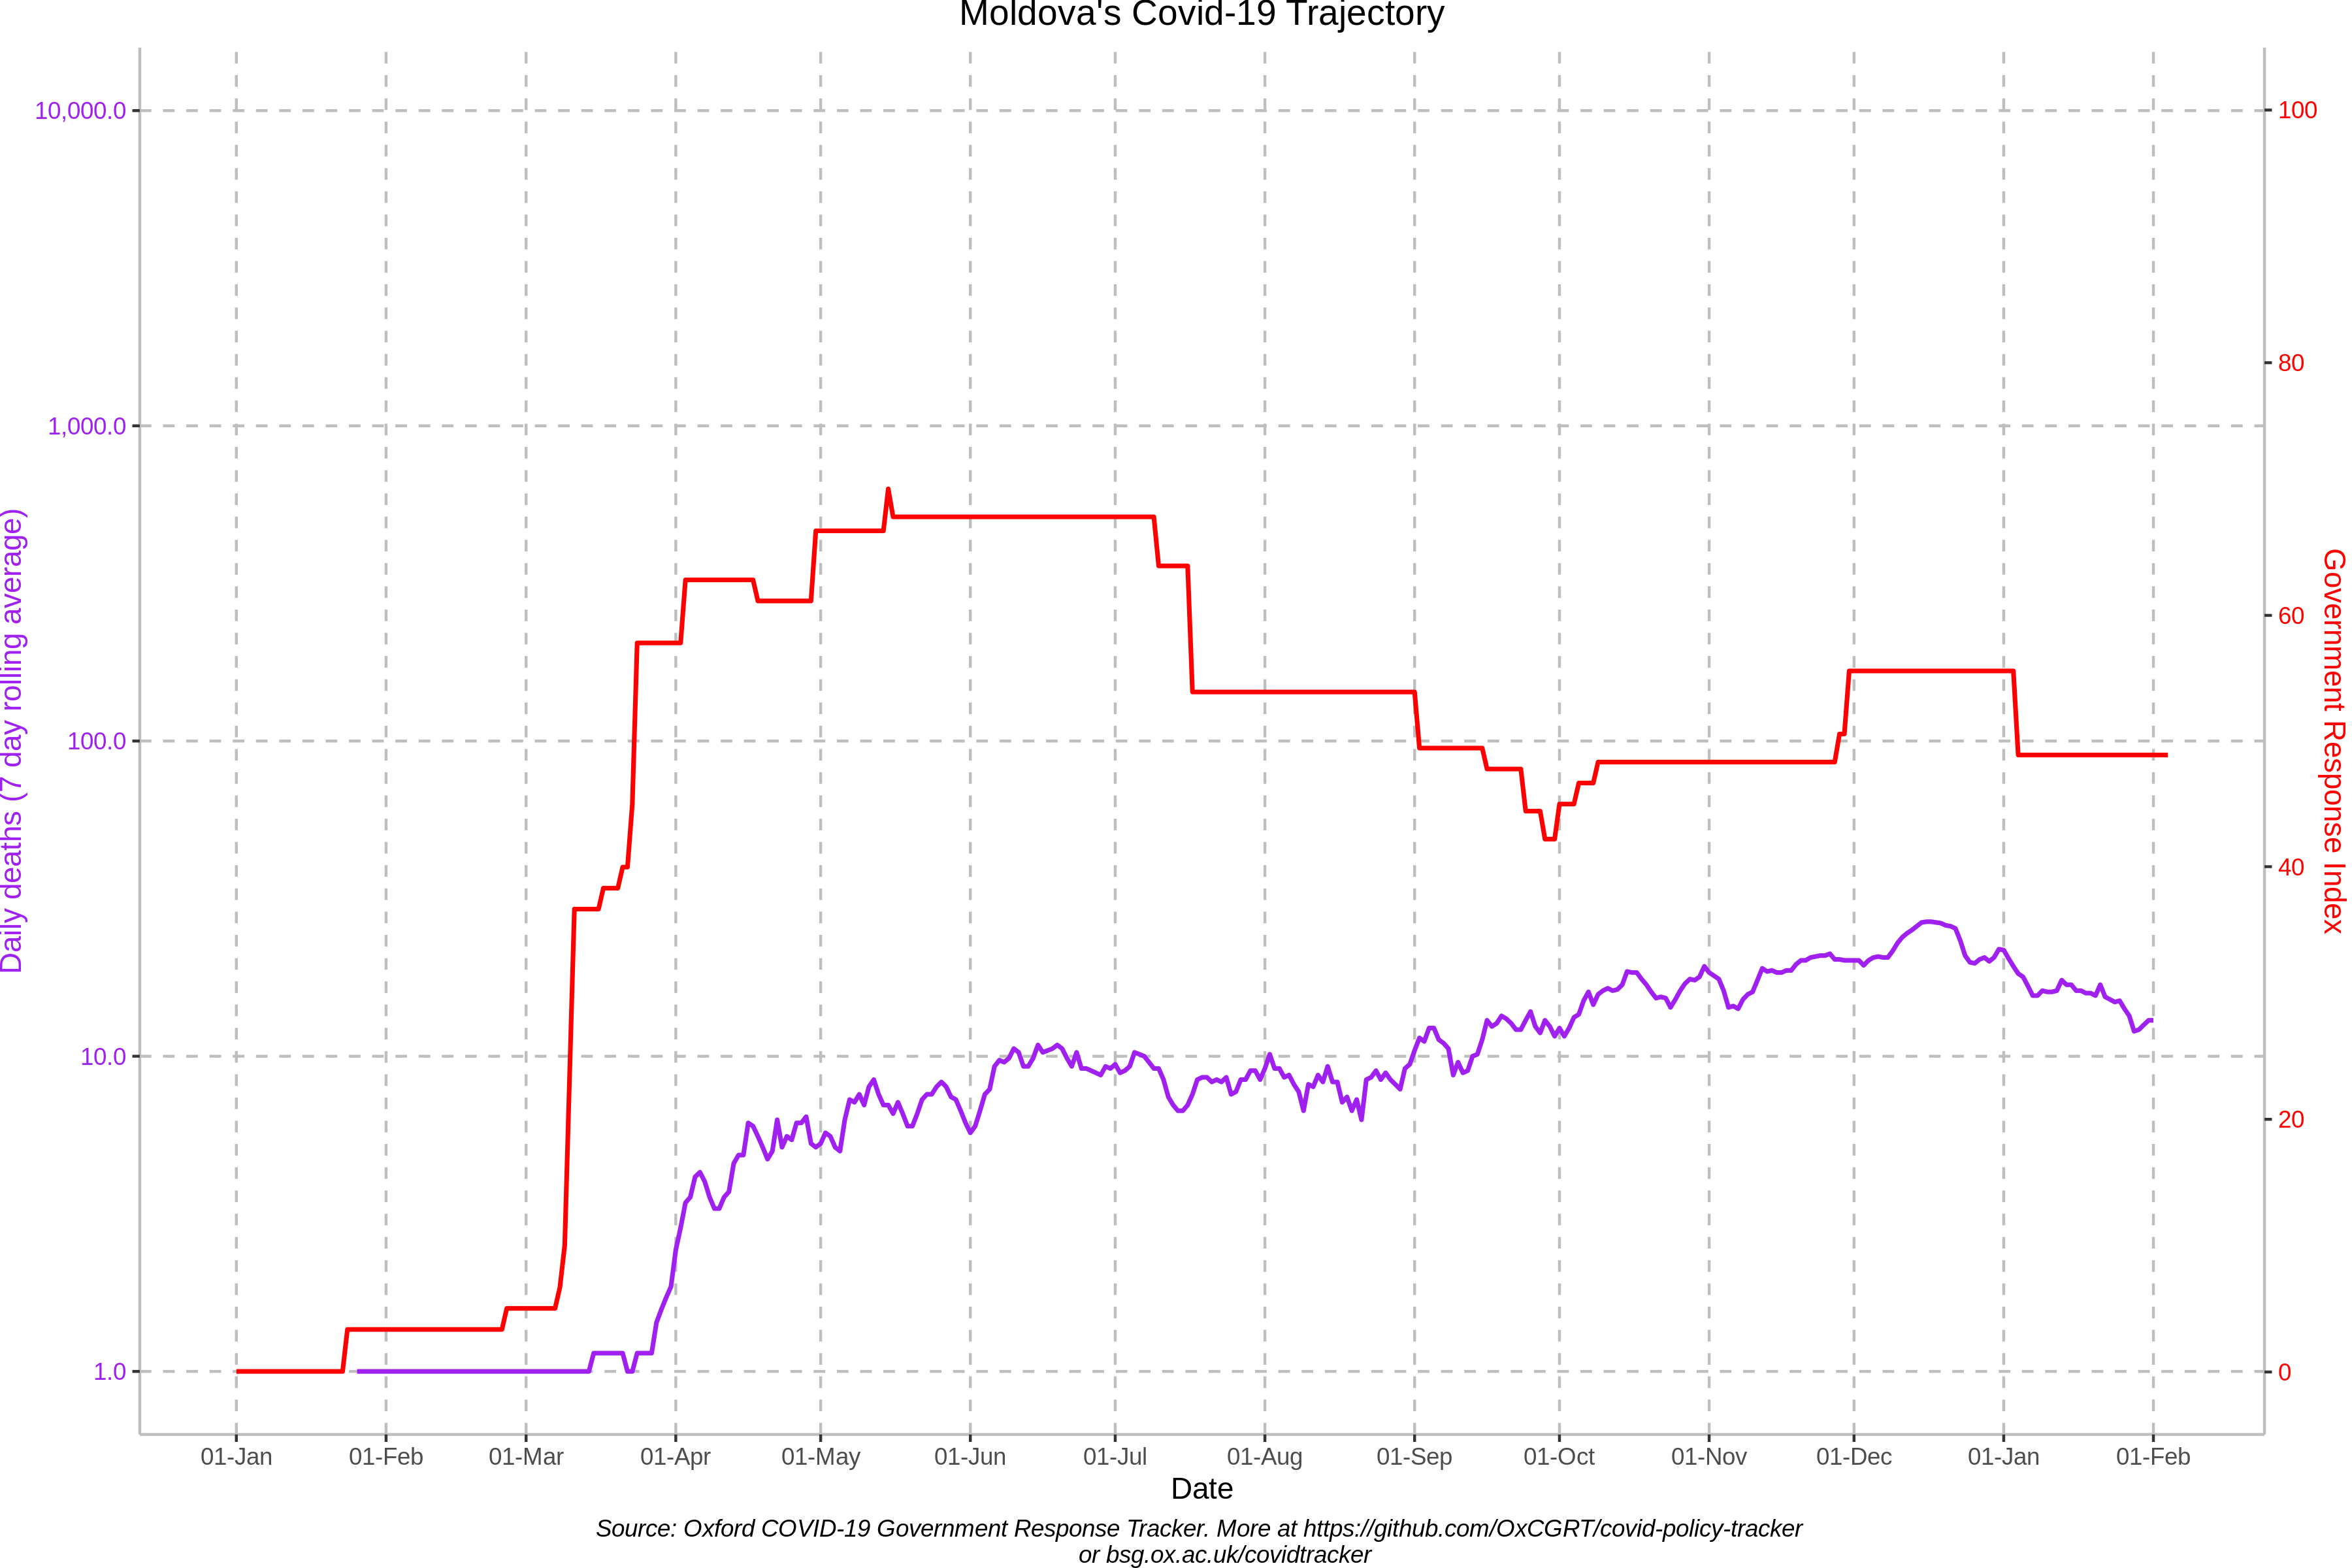 Moldova's Covid-19 Trajectory
10,000.0
1,000.0
100.0
10.0
1.0
Daily deaths (7 day rolling average)
100
80
60
40
20
0
Government Response Index
01-Jan 01-Feb 01-Mar 01-Apr 01-May 01-Jun 01-Jul 01-Aug 01-Sep 01-Oct 01-Nov 01-Dec 01-Jan 01-Feb
Date
Source: Oxford COVID-19 Government Response Tracker. More at https://github.com/OxCGRT/covid-policy-tracker
or bsg.ox.ac.uk/covidtracker